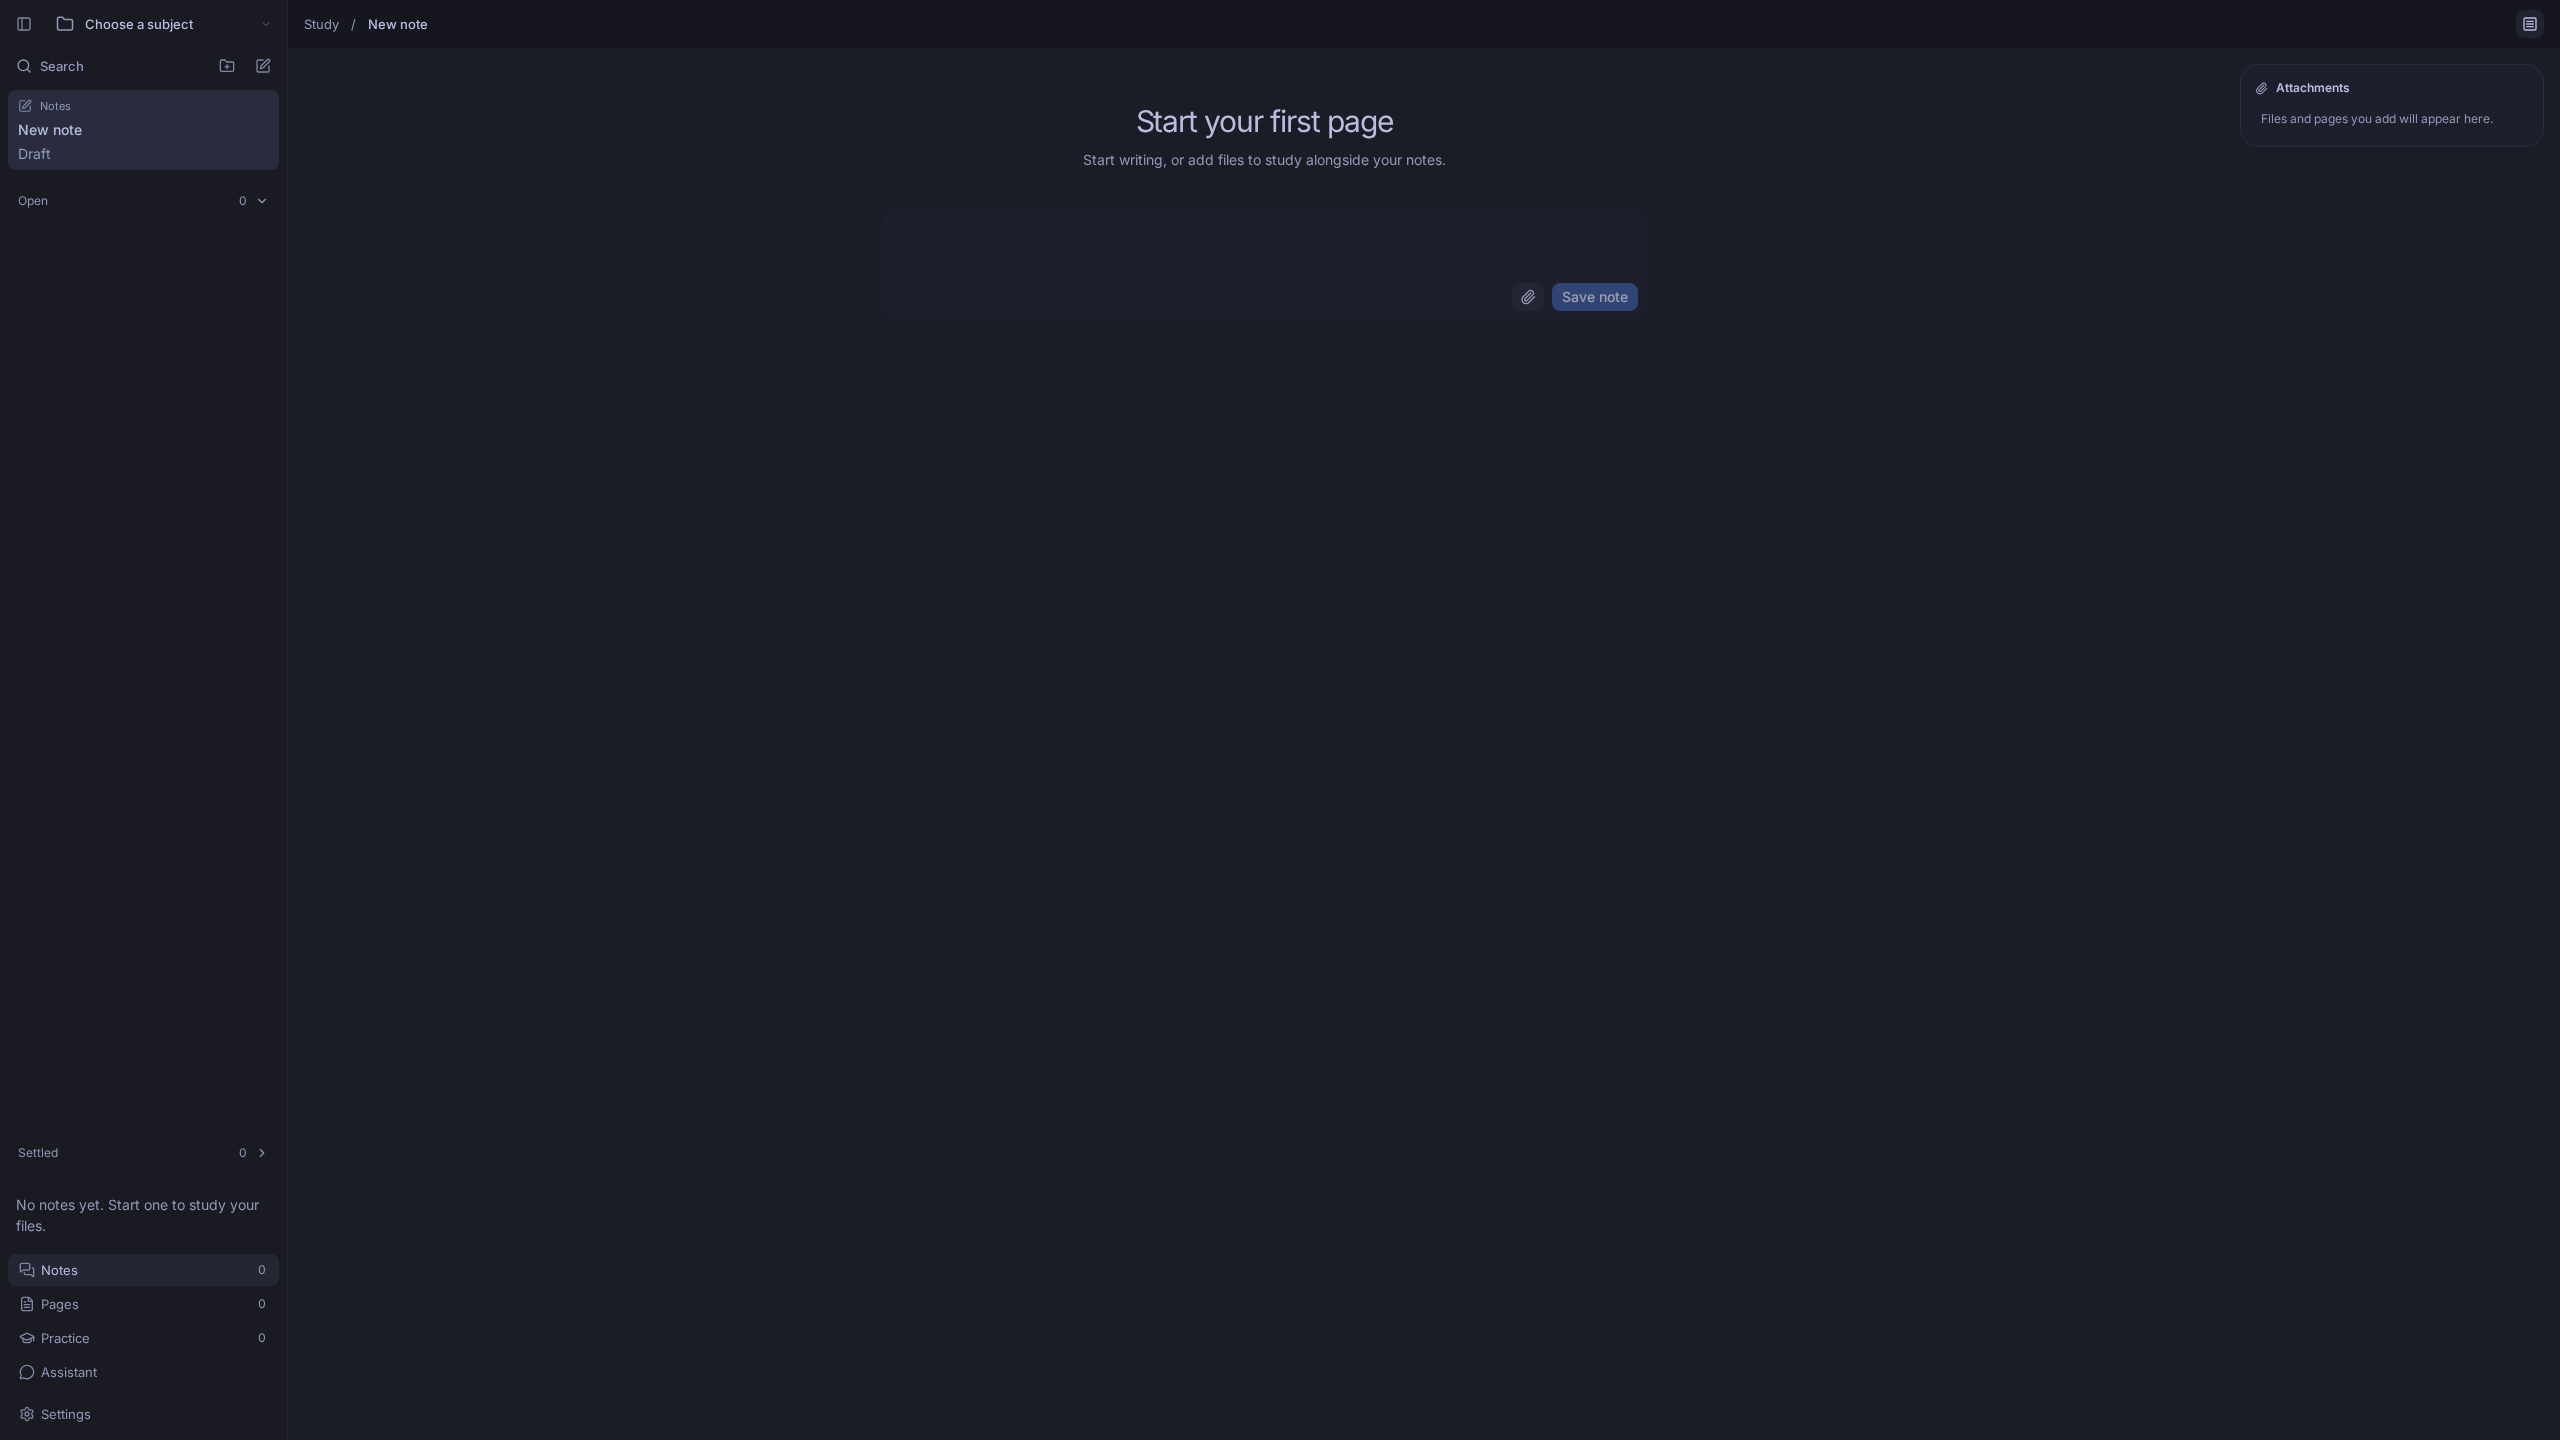 Choose a subject
Search
Notes
New note
Draft
Open 0
Settled 0
No notes yet. Start one to study your
files.
Notes 0
Pages 0
Practice 0
Assistant
Settings
Study / New note
Start your first page
Start writing, or add files to study alongside your notes.
Save note
Attachments
Files and pages you add will appear here.